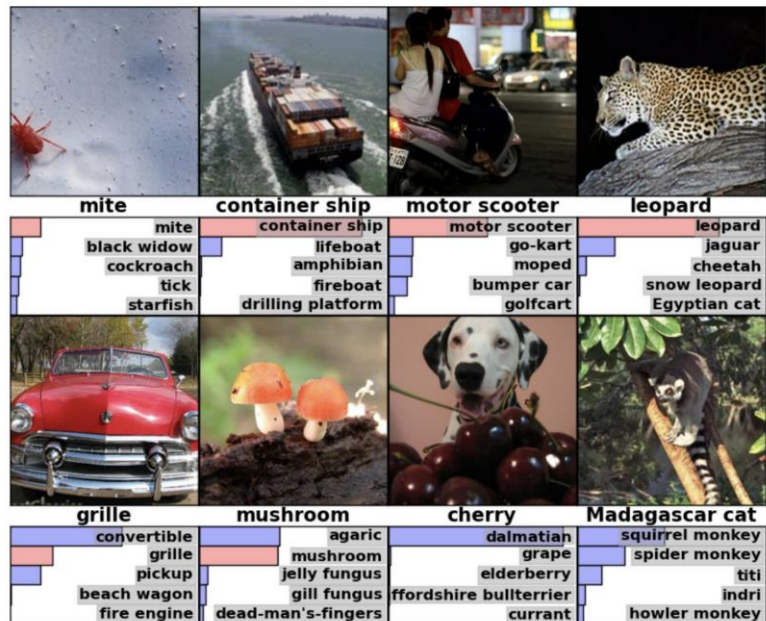 mite
container ship
motor scooter
leopard
mite
black widow
cockroach
tick
starfish
container ship
lifeboat
amphibian
fireboat
drilling platform
motor scooter
go-kart
moped
bumper car
golfcart
leopard
jaguar
cheetah
snow leopard
Egyptian cat
grille
mushroom
cherry
Madagascar cat
convertible
grille
pickup
beach wagon
fire engine
agaric
mushroom
jelly fungus
gill fungus
dead-man's-fingers
dalmatian
grape
elderberry
ffordshire bullterrier
currant
squirrel monkey
spider monkey
titi
indri
howler monkey